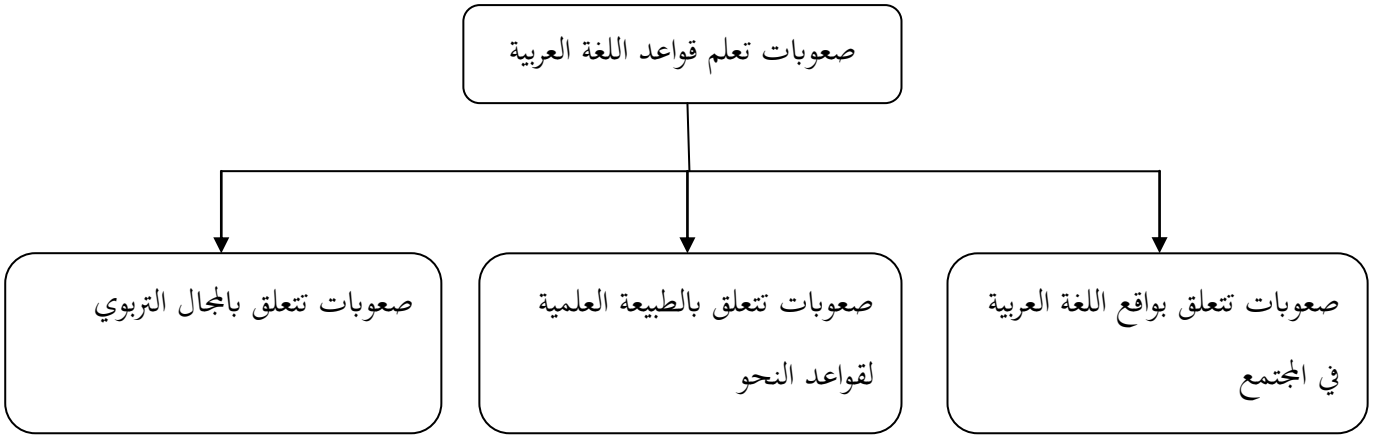 صعوبات تعلم قواعد اللغة العربية
صعوبات تتعلق بواقع اللغة العربية
في المجتمع
صعوبات تتعلق بالطبيعة العلمية
لقواعد النحو
صعوبات تتعلق بالمجال التربوي